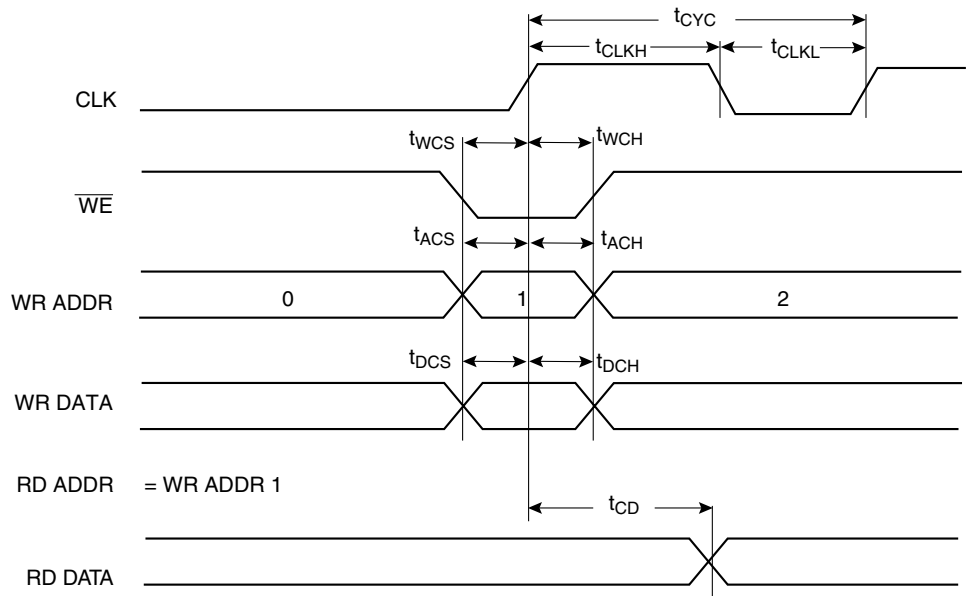 tCYC
tCLKH tCLKL
CLK
tWCS tWCH
WE
tACS tACH
WR ADDR 0 1 2
tDCS tDCH
WR DATA
RD ADDR = WR ADDR 1
tCD
RD DATA